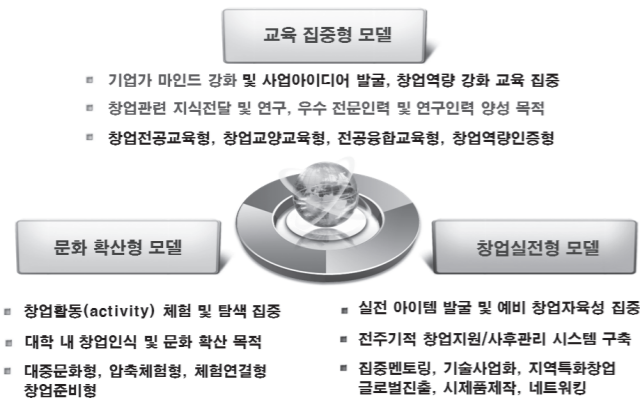 교육 집중형 모델
기업가 마인드 강화 및 사업아이디어 발굴, 창업역량 강화 교육 집중
창업관련 지식전달 및 연구, 우수 전문인력 및 연구인력 양성 목적
창업전공교육형, 창업교양교육형, 전공융합교육형, 창업역량인증형
문화 확산형 모델
창업활동(activity) 체험 및 탐색 집중
대학 내 창업인식 및 문화 확산 목적
대중문화형, 압축체험형, 체험연결형
창업준비형
창업실전형 모델
실전 아이템 발굴 및 예비 창업자육성 집중
전주기적 창업지원/사후관리 시스템 구축
집중멘토링, 기술사업화, 지역특화창업
글로벌진출, 시제품제작, 네트워킹